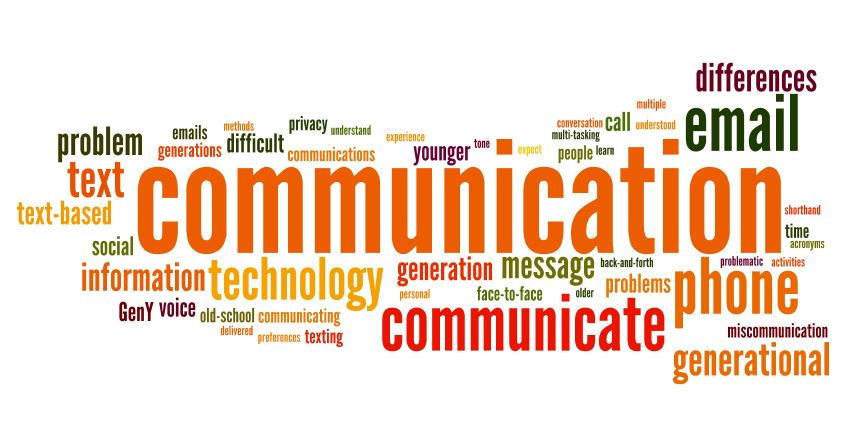 differences
multiple
email
methods
privacy
understand
conversation
call
understood
problem
emails
difficult
experience
multi-tasking
generations
communications
younger
tone
expect
people
learn
text
communication
text-based
shorthand
time
acronyms
social
information
technology
generation
message
back-and-forth
problematic
activities
problems
phone
personal
face-to-face
older
GenY
voice
old-school
communicating
communicate
delivered
preferences
texting
miscommunication
generational